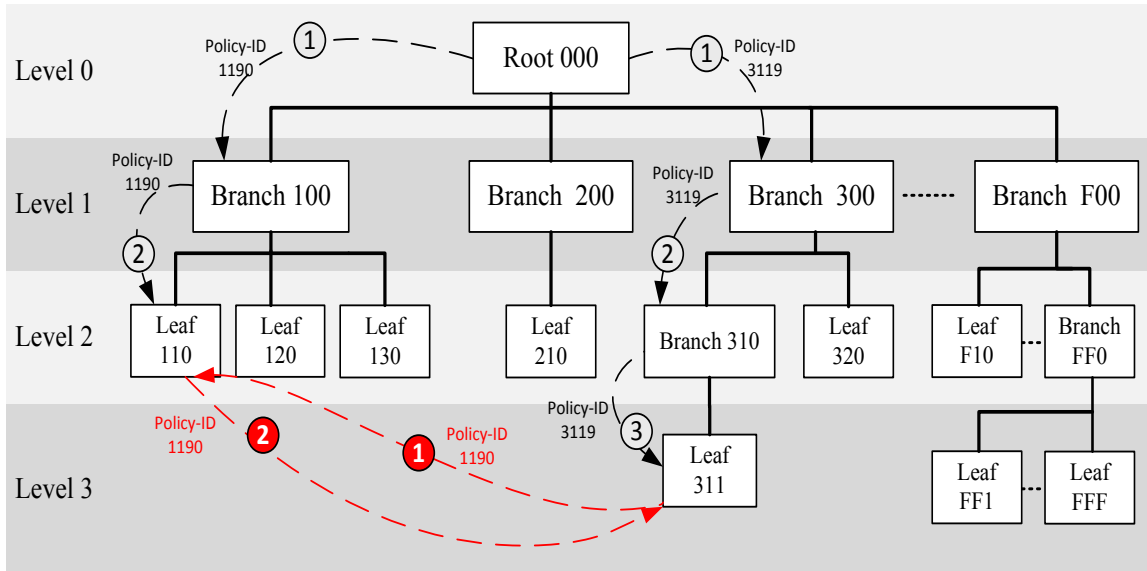 Level 0
Policy-ID
1190
1
Root 000
1
Policy-ID
3119
Level 1
Policy-ID
1190
Branch 100
Branch  200
Policy-ID
3119
Branch  300
Branch  F00
2
2
Level 2
Leaf
110
Leaf
120
Leaf
130
Leaf
210
Branch 310
Leaf
320
Leaf
F10
Branch
FF0
Level 3
Policy-ID
1190
2
1
Policy-ID
1190
Policy-ID
3119
3
Leaf
311
Leaf
FF1
Leaf
FFF